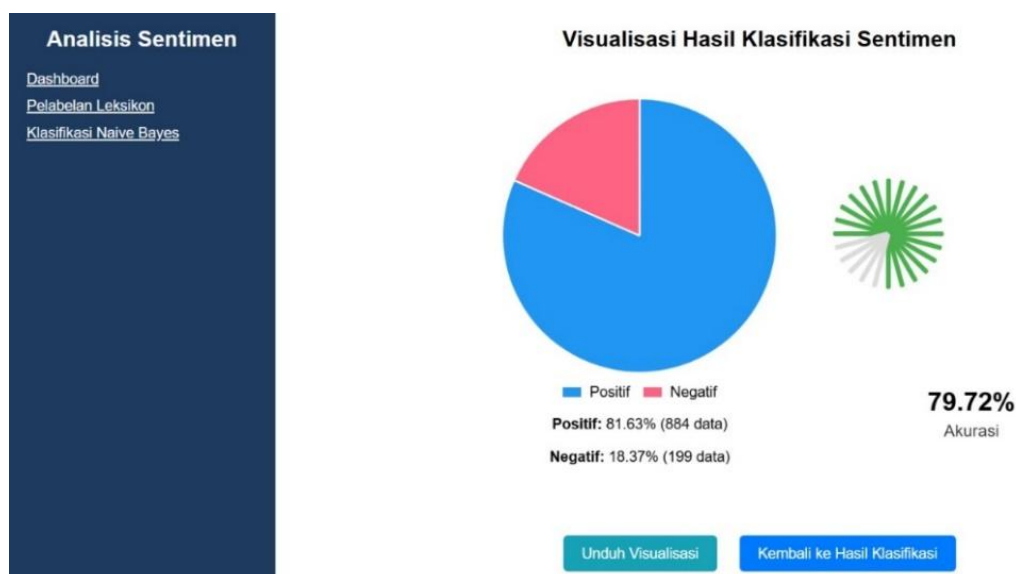 Analisis Sentimen
Dashboard
Pelabelan Leksikon
Klasifikasi Naive Bayes
Visualisasi Hasil Klasifikasi Sentimen
Positif Negatif
Positif: 81.63% (884 data)
Negatif: 18.37% (199 data)
79.72%
Akurasi
Unduh Visualisasi
Kembali ke Hasil Klasifikasi